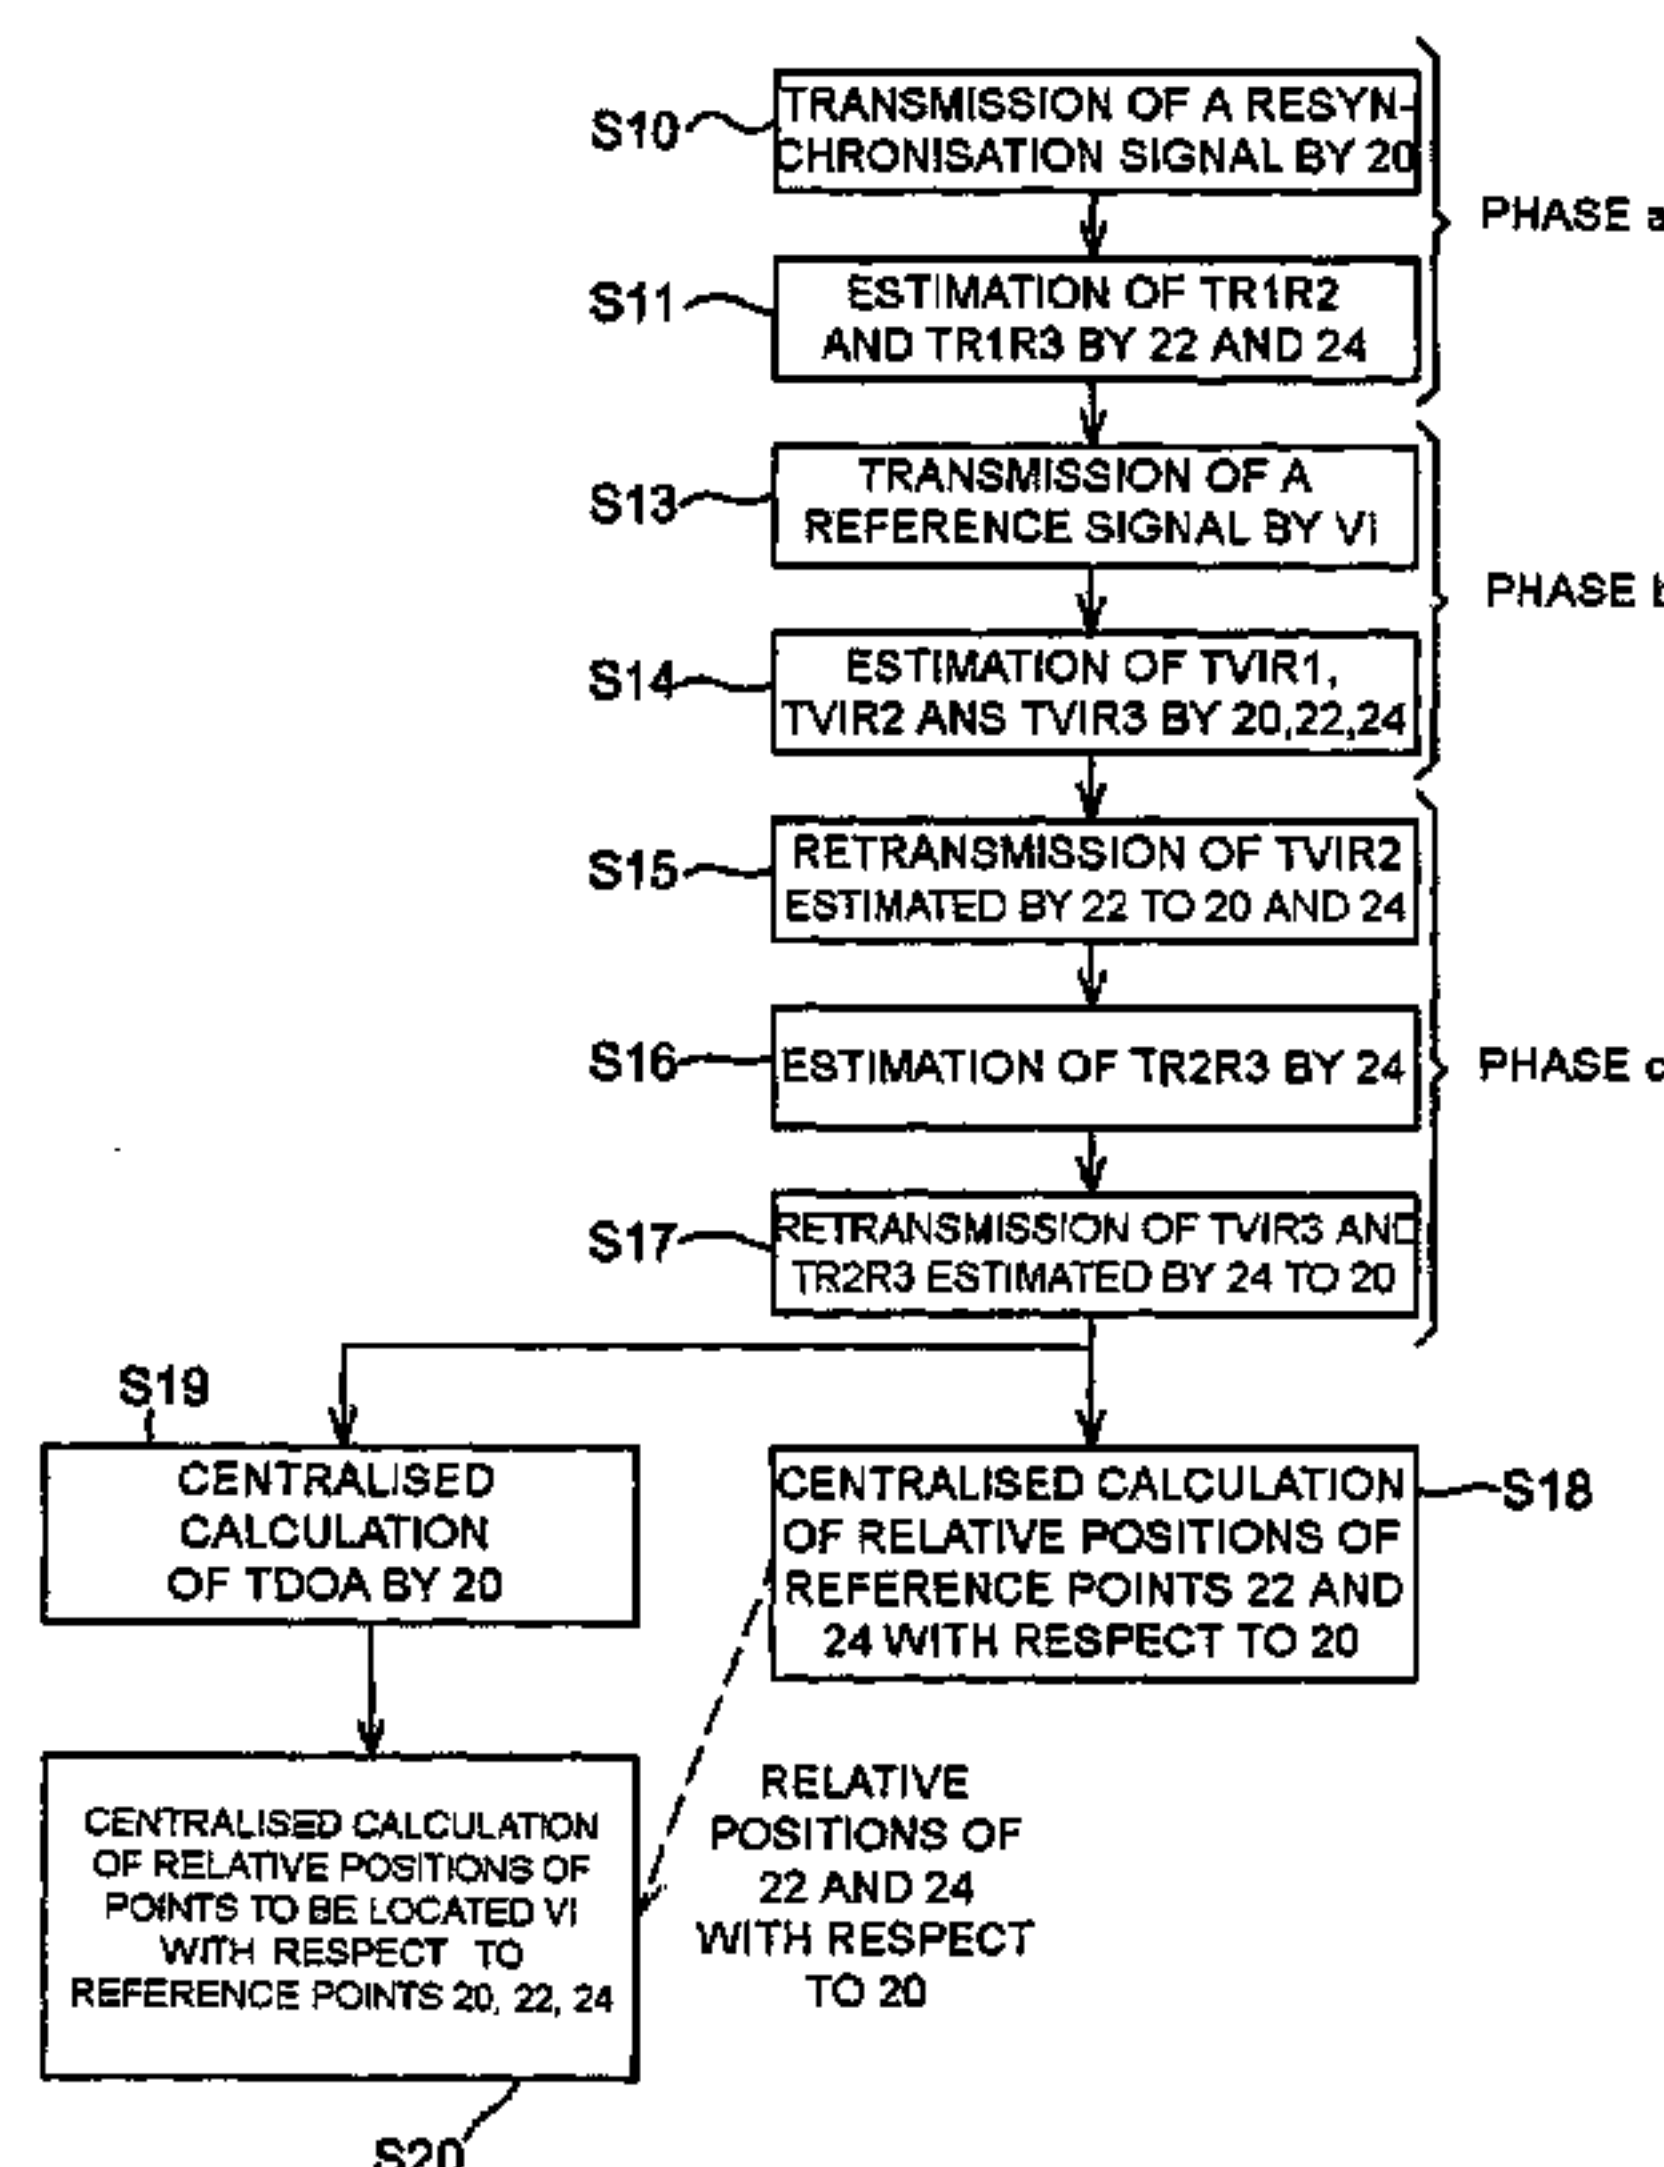 S10
TRANSMISSION OF A RESYN-
CHRONISATION SIGNAL BY 20
PHASE a
S11
ESTIMATION OF TR1R2
AND TR1R3 BY 22 AND 24
S13
TRANSMISSION OF A
REFERENCE SIGNAL BY VI
PHASE b
S14
ESTIMATION OF TVIR1,
TVIR2 ANS TVIR3 BY 20,22,24
S15
RETRANSMISSION OF TVIR2
ESTIMATED BY 22 TO 20 AND 24
S16
ESTIMATION OF TR2R3 BY 24
PHASE c
S17
RETRANSMISSION OF TVIR3 AND
TR2R3 ESTIMATED BY 24 TO 20
S19
CENTRALISED
CALCULATION
OF TDOA BY 20
CENTRALISED CALCULATION
OF RELATIVE POSITIONS OF
REFERENCE POINTS 22 AND
24 WITH RESPECT TO 20
S18
CENTRALISED CALCULATION
OF RELATIVE POSITIONS OF
POINTS TO BE LOCATED VI
WITH RESPECT TO
REFERENCE POINTS 20, 22, 24
RELATIVE
POSITIONS OF
22 AND 24
WITH RESPECT
TO 20
S20